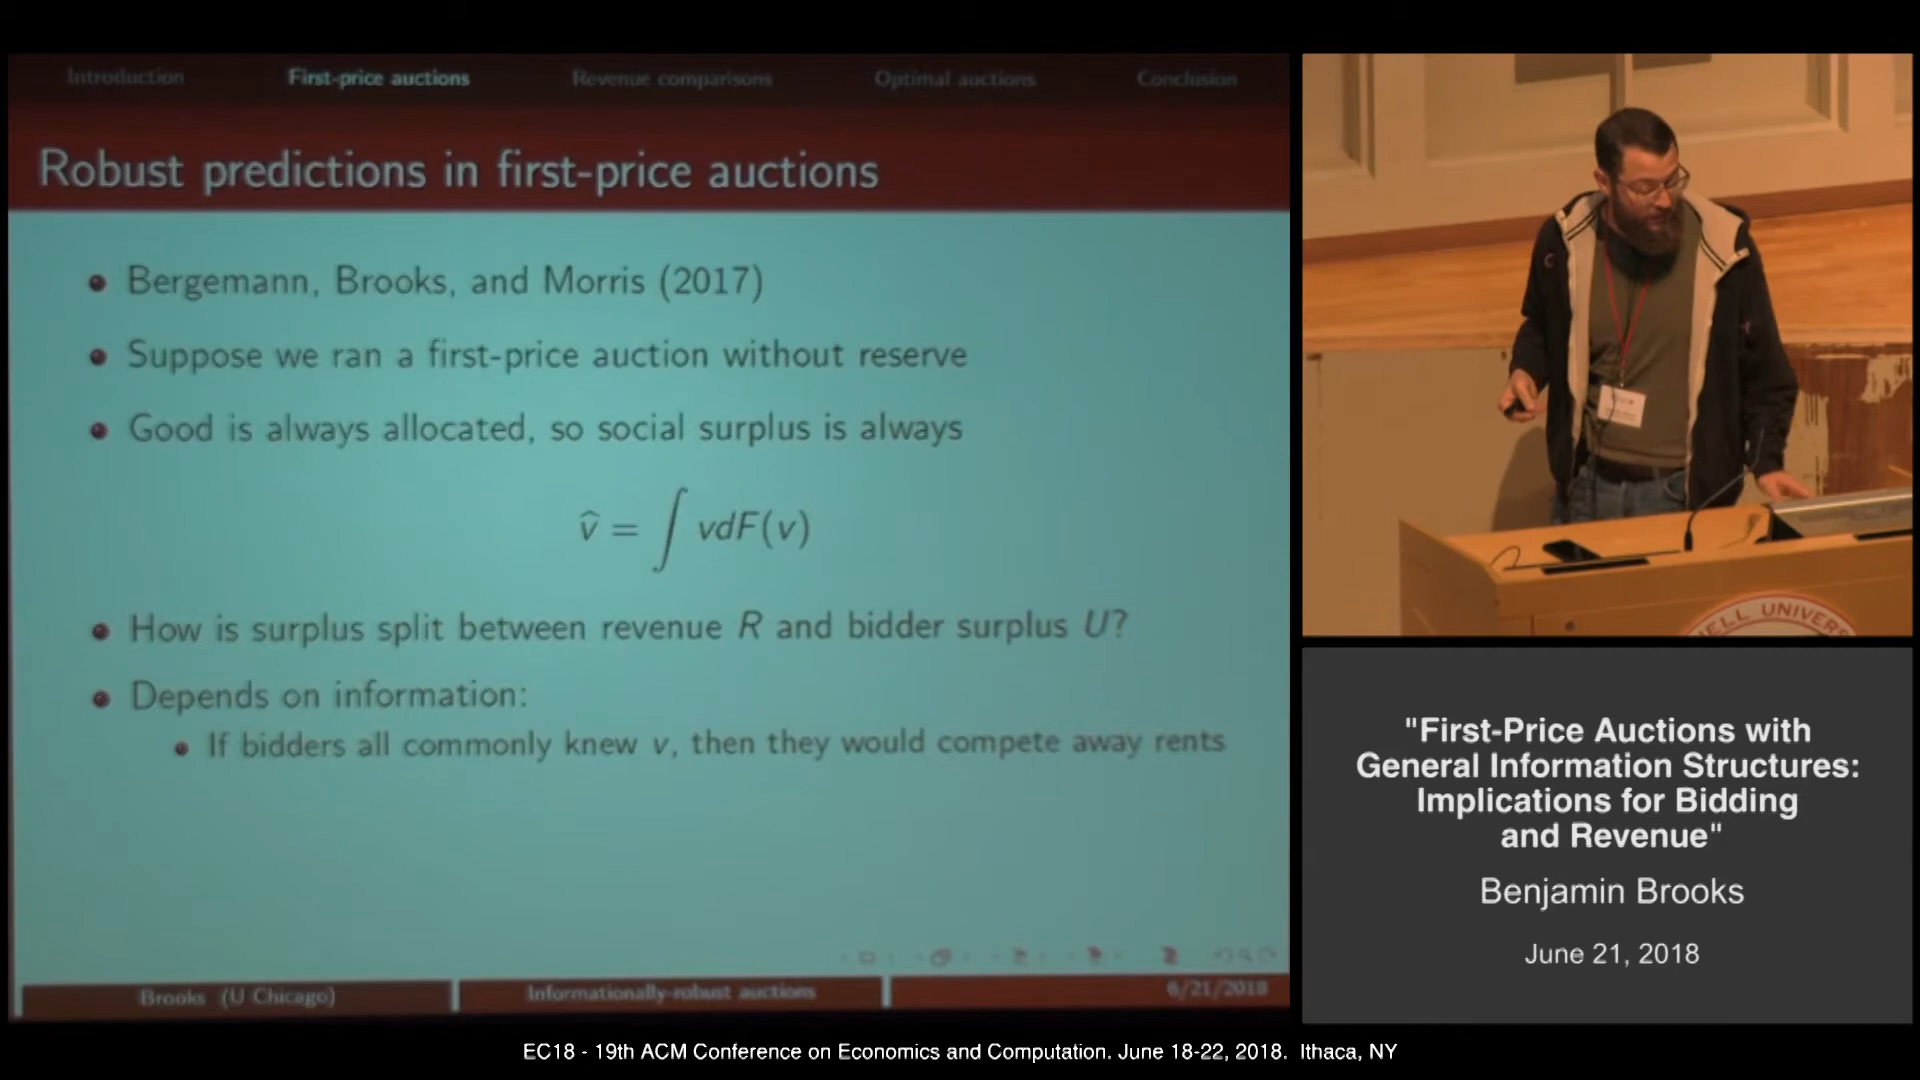 Introduction First-price auctions Revenue comparisons Optimal auctions Conclusion
Robust predictions in first-price auctions
Bergemann, Brooks, and Morris (2017)
Suppose we ran a first-price auction without reserve
Good is always allocated, so social surplus is always
v̂ = ∫ vdF(v)
How is surplus split between revenue R and bidder surplus U?
Depends on information:
If bidders all commonly knew v, then they would compete away rents
Brooks (U Chicago) Informationally-robust auctions 6/21/2018
ELL UNIVERS
"First-Price Auctions with
General Information Structures:
Implications for Bidding
and Revenue"
Benjamin Brooks
June 21, 2018
EC18 - 19th ACM Conference on Economics and Computation. June 18-22, 2018. Ithaca, NY